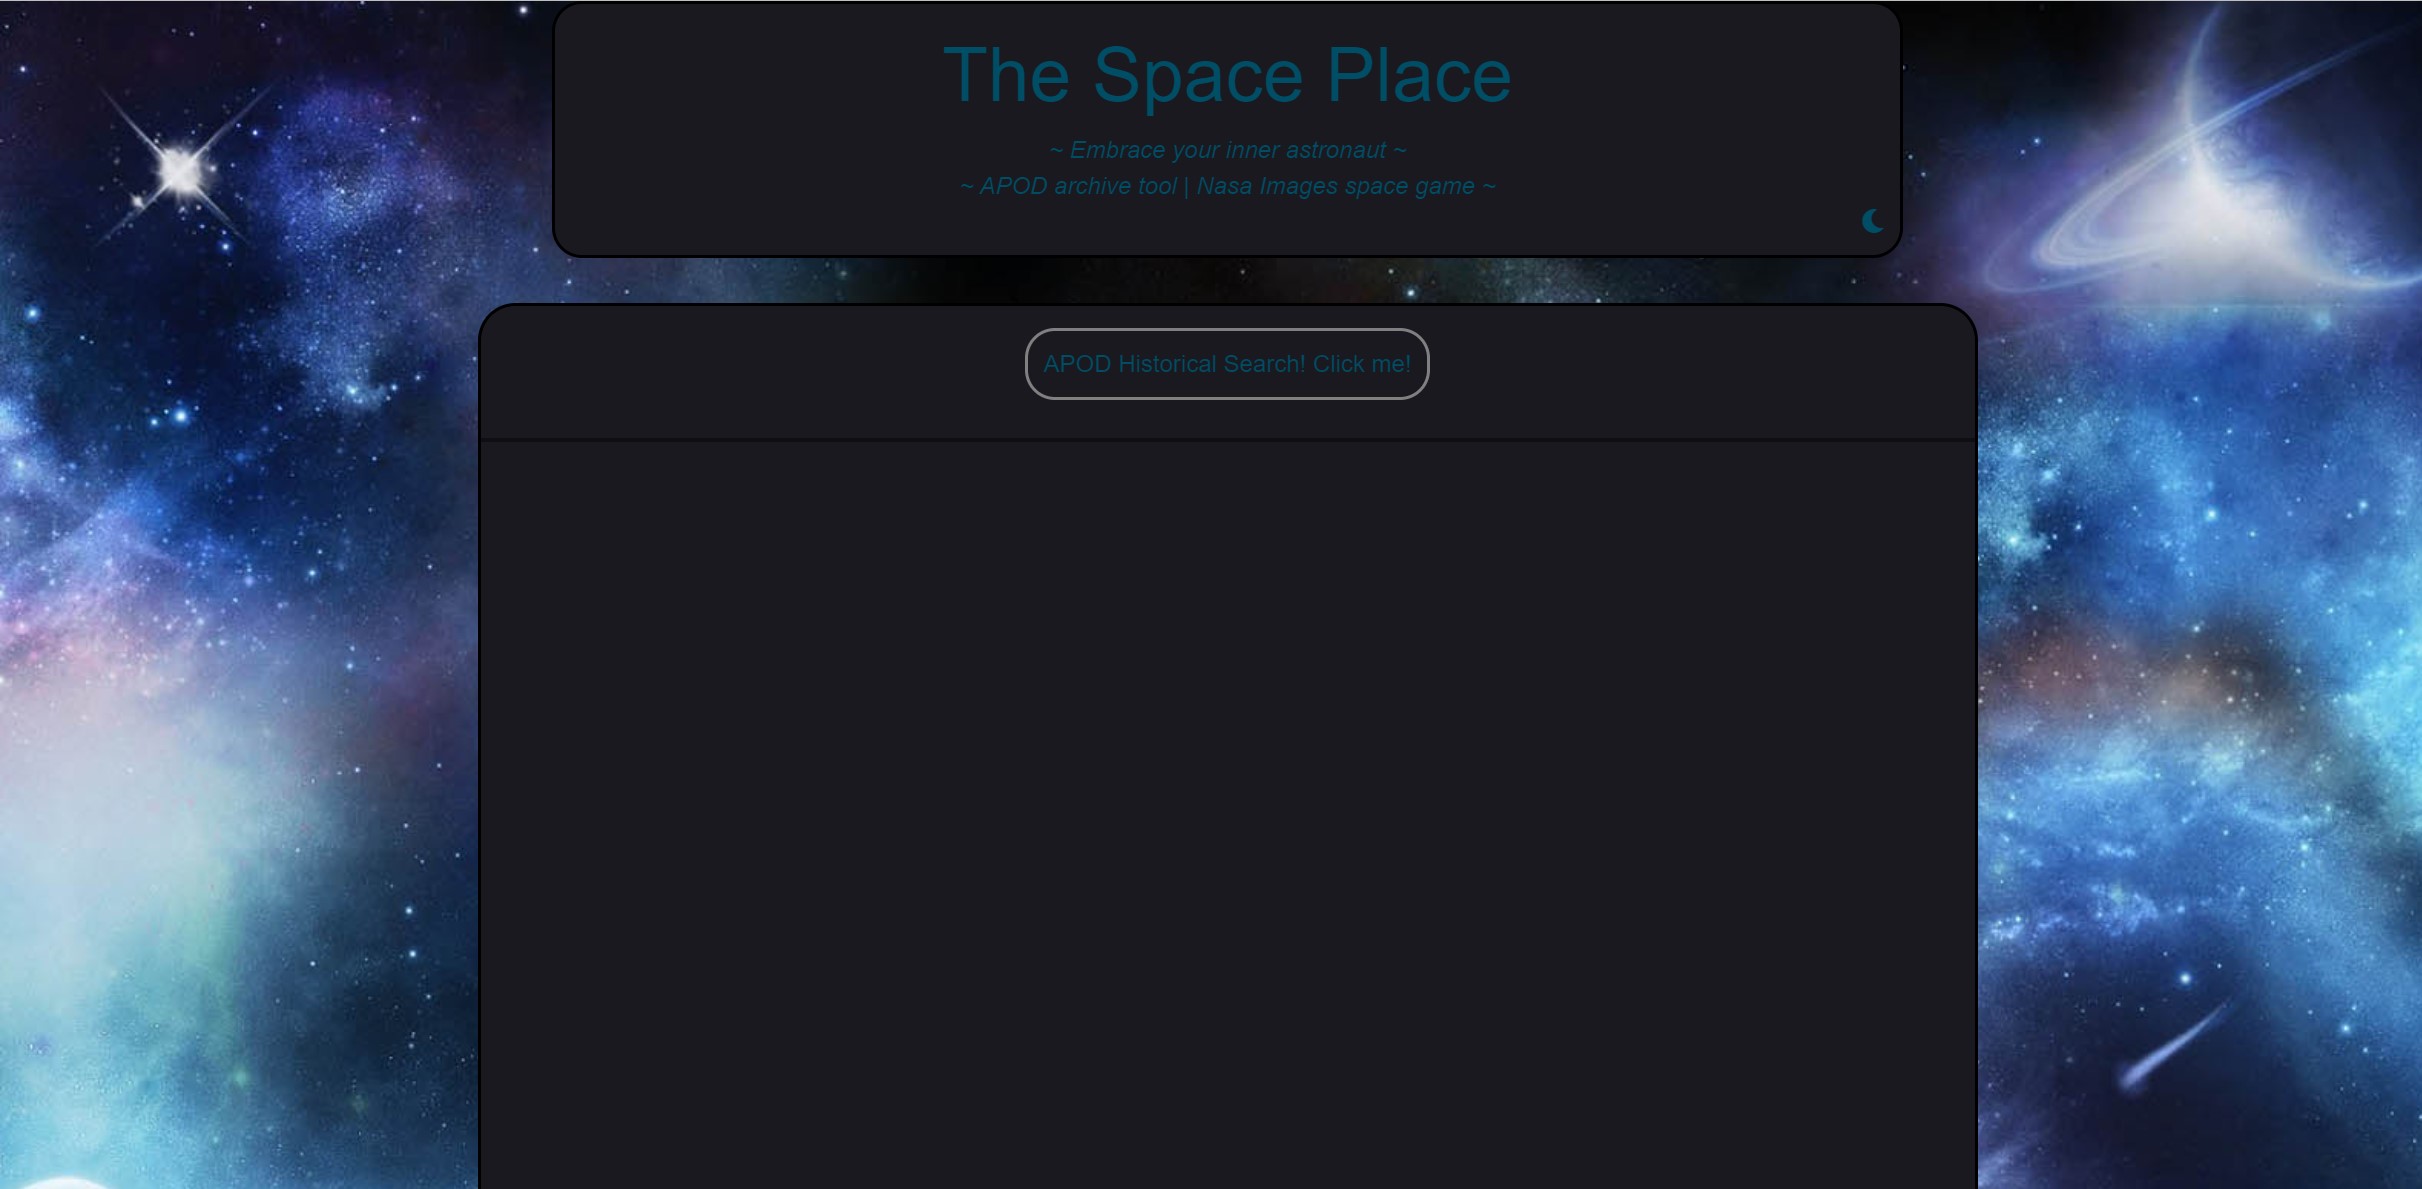 The Space Place
~ Embrace your inner astronaut ~
~ APOD archive tool | Nasa Images space game ~
APOD Historical Search! Click me!